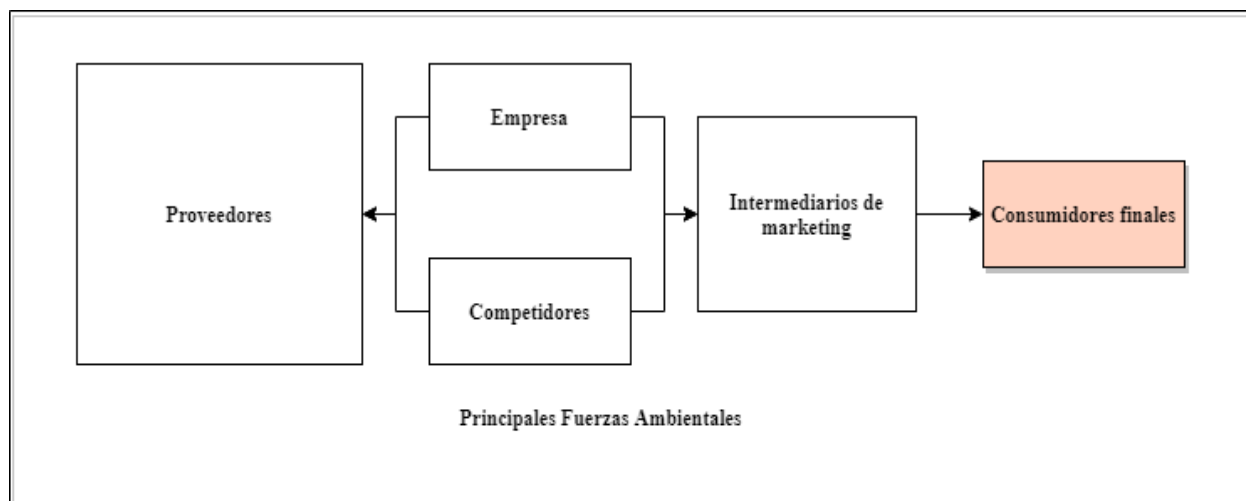 Empresa
Proveedores
Intermediarios de
marketing
Consumidores finales
Competidores
Principales Fuerzas Ambientales